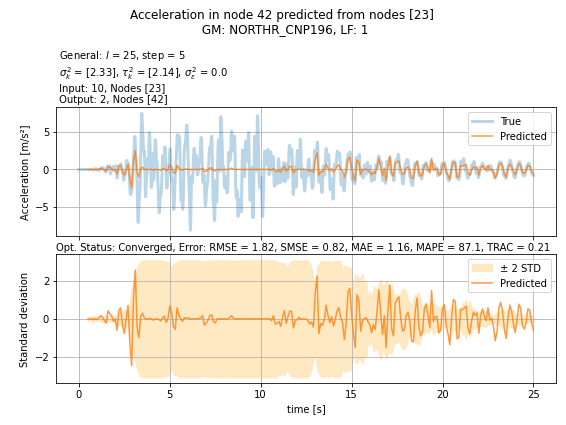 Acceleration in node 42 predicted from nodes [23]
GM: NORTHR_CNP196, LF: 1
General: l = 25, step = 5
σ_k² = [2.33], τ_k² = [2.14], σ_ε² = 0.0
Input: 10, Nodes [23]
Output: 2, Nodes [42]
Acceleration [m/s²]
5
0
−5
True
Predicted
Opt. Status: Converged, Error: RMSE = 1.82, SMSE = 0.82, MAE = 1.16, MAPE = 87.1, TRAC = 0.21
Standard deviation
2
0
−2
± 2 STD
Predicted
0 5 10 15 20 25
time [s]